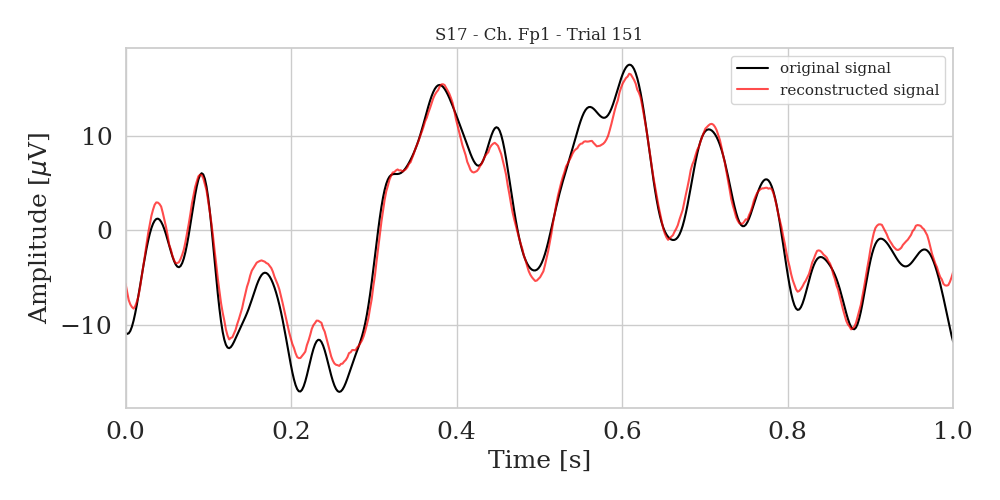 S17 - Ch. Fp1 - Trial 151
original signal
reconstructed signal
Amplitude [μV]
10
0
−10
0.0 0.2 0.4 0.6 0.8 1.0
Time [s]